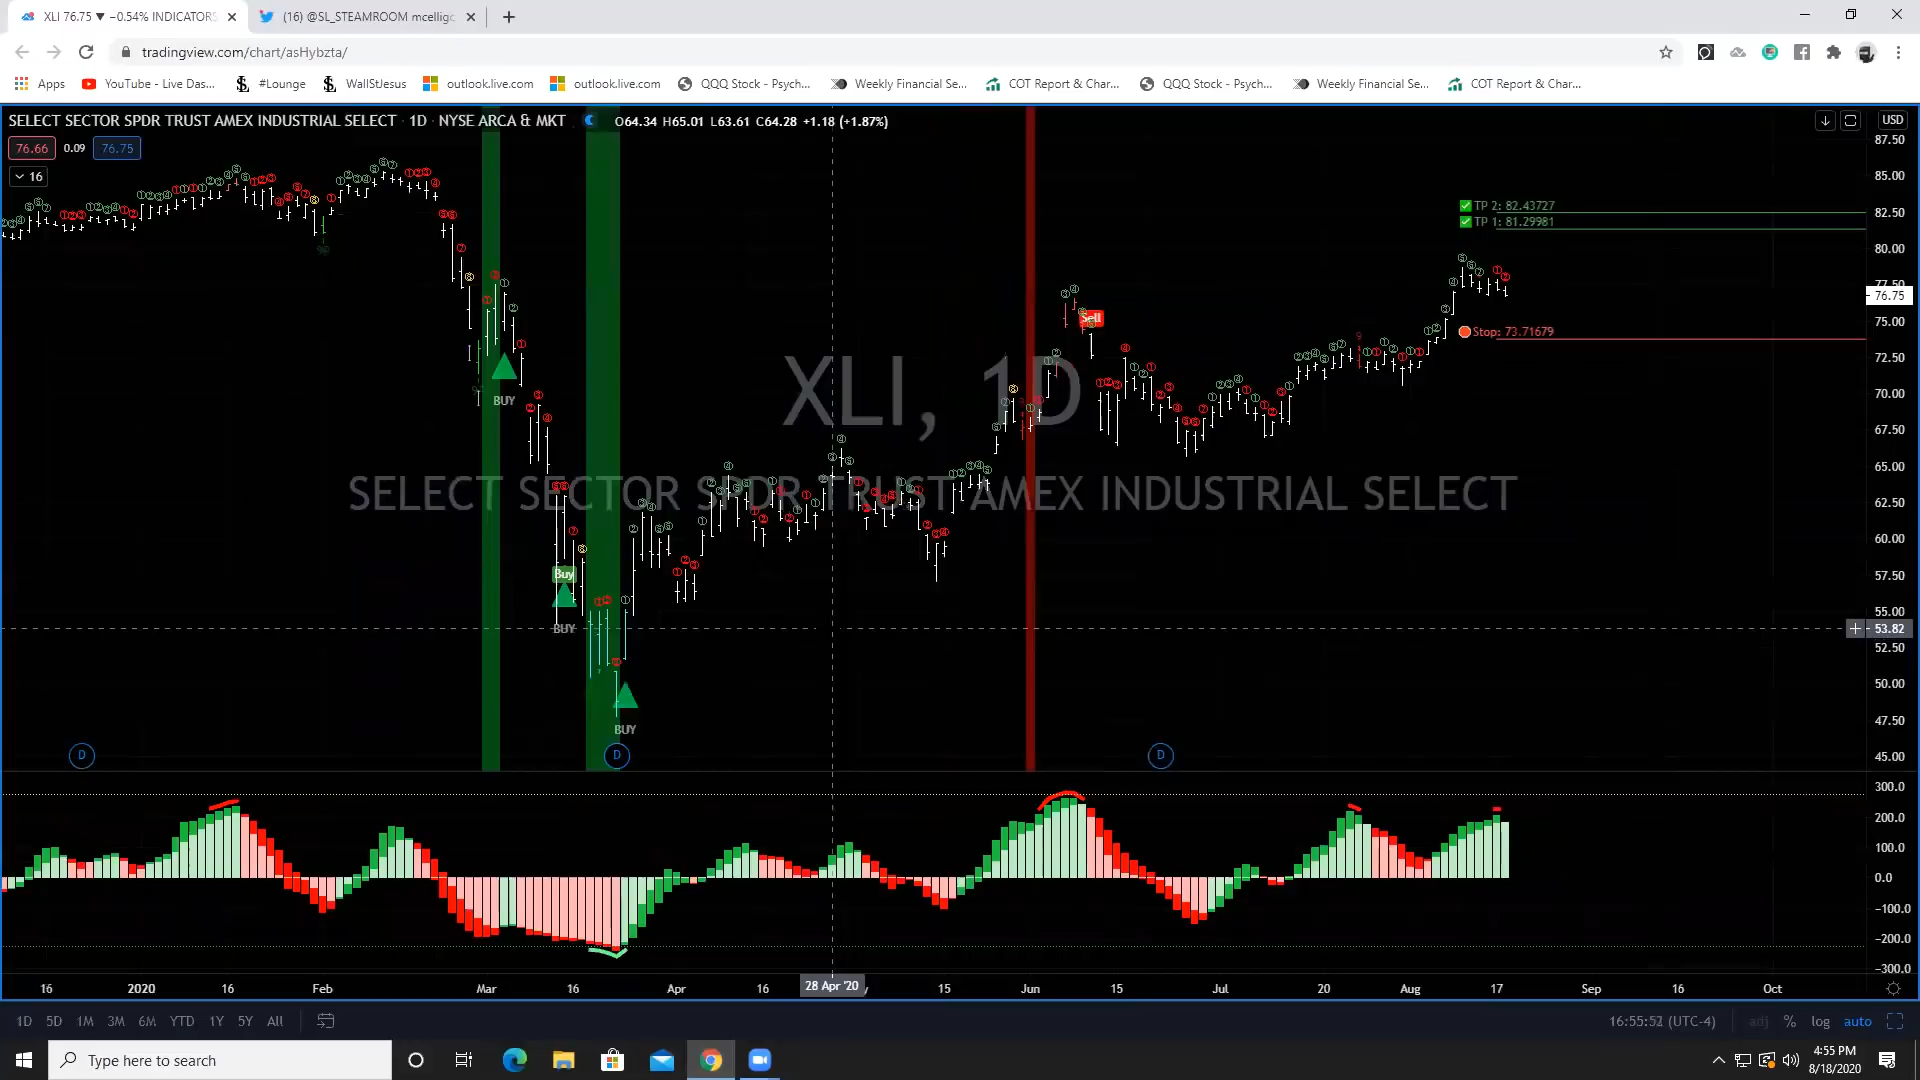 XLI 76.75 ▼ −0.54% INDICATORS
(16) @SL_STEAMROOM mcelligo
tradingview.com/chart/asHybzta/
Apps
YouTube - Live Das...
#Lounge
WallStJesus
outlook.live.com
outlook.live.com
QQQ Stock - Psych...
Weekly Financial Se...
COT Report & Char...
QQQ Stock - Psych...
Weekly Financial Se...
COT Report & Char...
SELECT SECTOR SPDR TRUST AMEX INDUSTRIAL SELECT · 1D · NYSE ARCA & MKT
O64.34 H65.01 L63.61 C64.28 +1.18 (+1.87%)
USD
76.66 0.09 76.75
16
87.50
85.00
82.50
80.00
77.50
76.75
75.00
72.50
70.00
67.50
65.00
62.50
60.00
57.50
55.00
53.82
52.50
50.00
47.50
45.00
TP 2: 82.43727
TP 1: 81.29981
Stop: 73.71679
Sell
BUY
Buy
BUY
BUY
XLI, 1D
SELECT SECTOR SPDR TRUST AMEX INDUSTRIAL SELECT
D
D
D
300.0
200.0
100.0
0.0
−100.0
−200.0
−300.0
16 2020 16 Feb Mar 16 Apr 16 28 Apr '20 15 Jun 15 Jul 20 Aug 17 Sep 16 Oct
1D 5D 1M 3M 6M YTD 1Y 5Y All
(UTC-4) adj % log auto
Type here to search
4:55 PM
8/18/2020